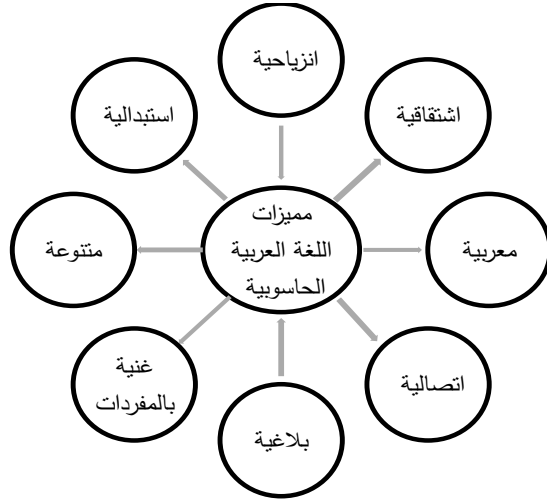 انزياحية
اشتقاقية
استبدالية
مميزات
اللغة العربية
الحاسوبية
معربية
متنوعة
اتصالية
غنية
بالمفردات
بلاغية